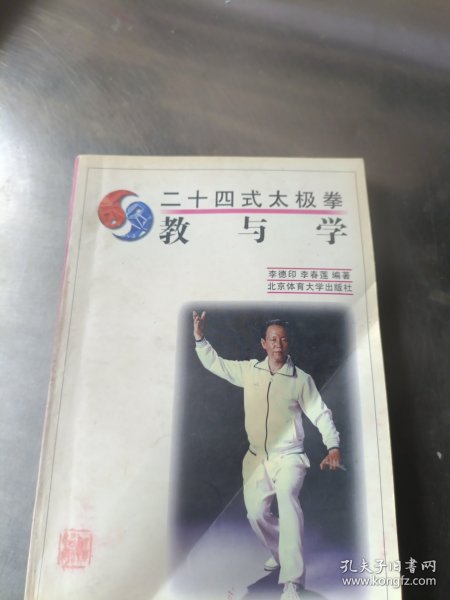 二十四式太极拳
教与学
李德印 李春莲 编著
北京体育大学出版社
孔夫子旧书网
www.kongfz.com